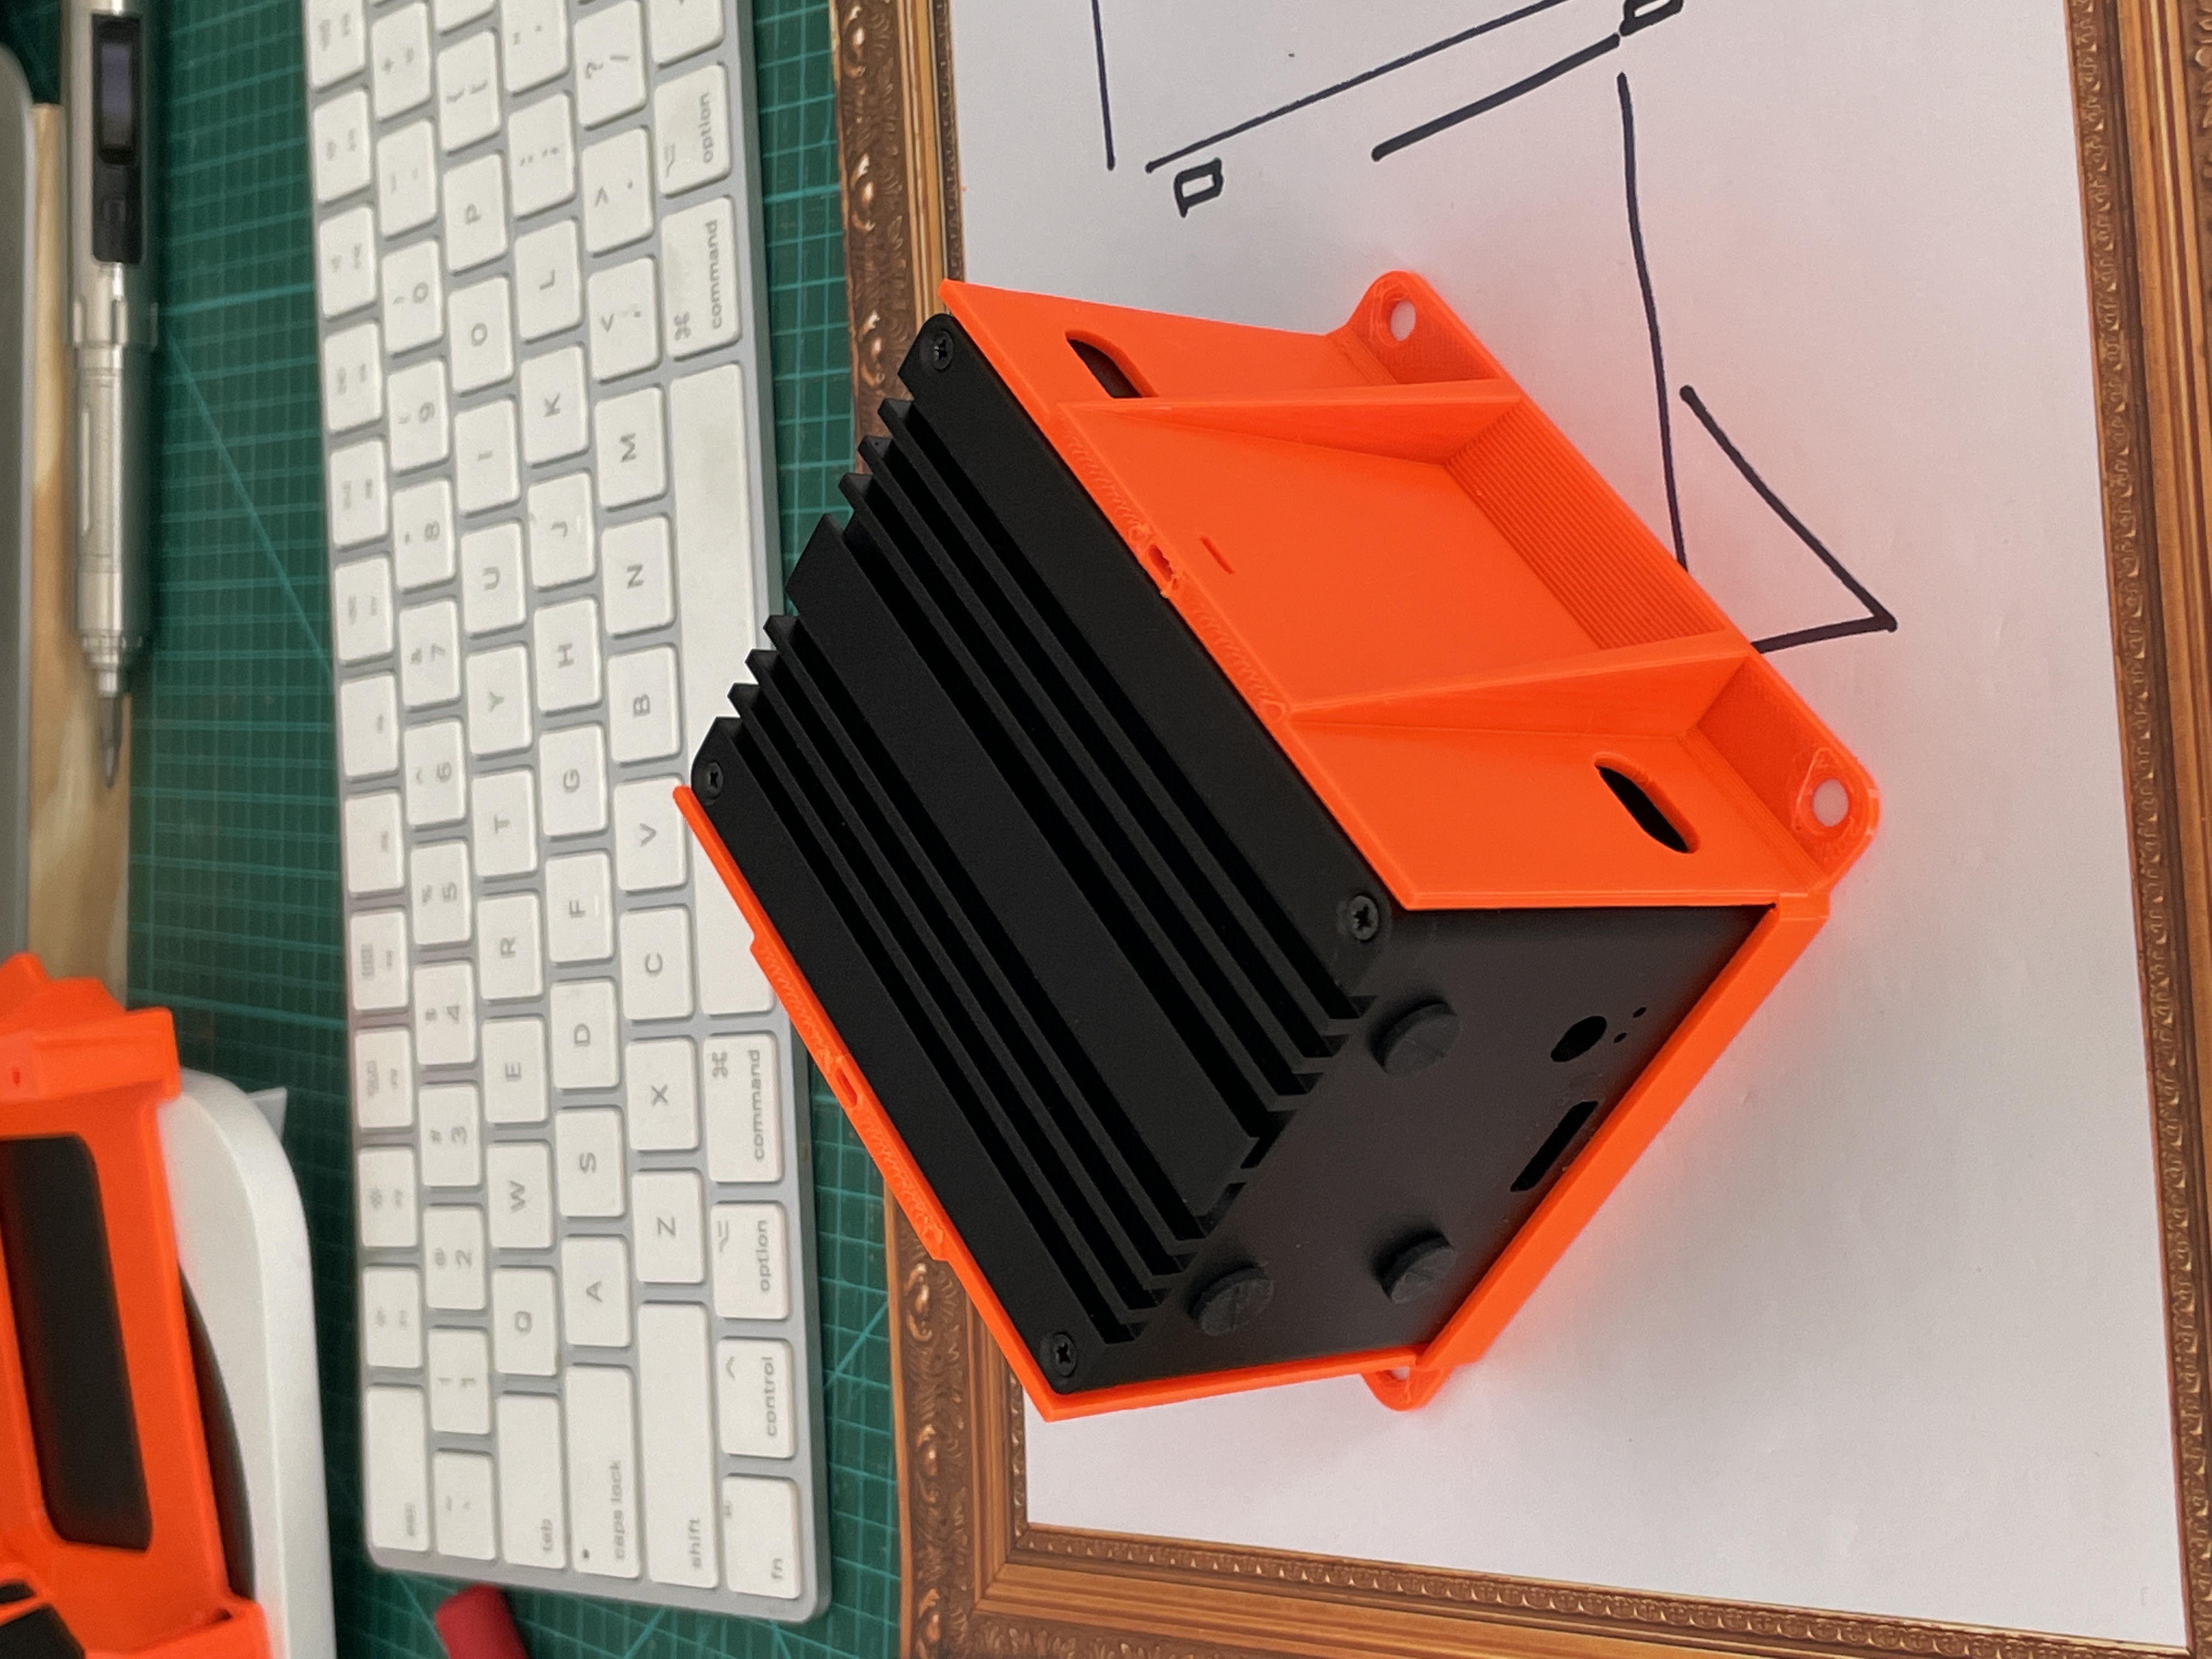 esc
~ ! @ # $ % ^ & * ( ) _ +
` 1 2 3 4 5 6 7 8 9 0 - =
tab Q W E R T Y U I O P {
[
caps lock A S D F G H J K L :
; "
'
shift Z X C V B N M < > ?
, . /
fn control option command command option
D